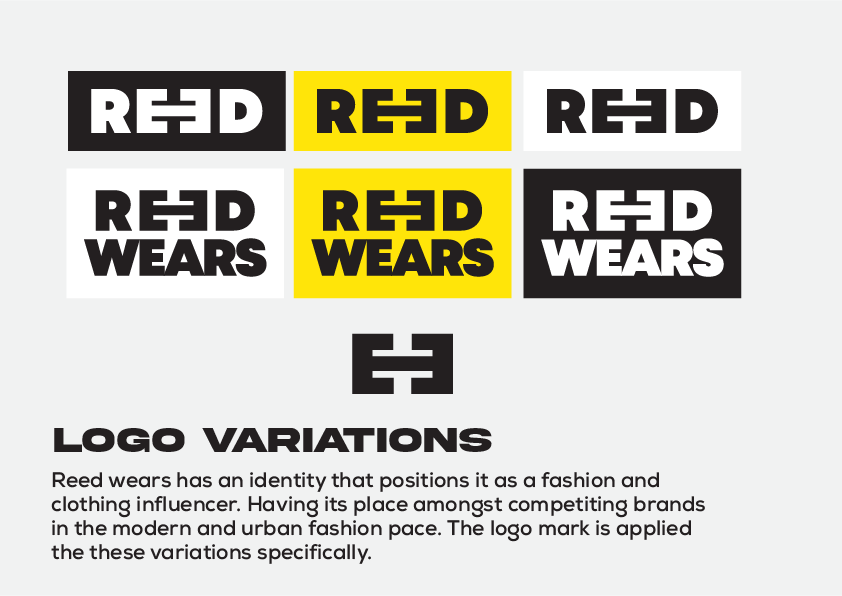 REED REED REED
REED REED REED
WEARS WEARS WEARS
LOGO VARIATIONS
Reed wears has an identity that positions it as a fashion and
clothing influencer. Having its place amongst competiting brands
in the modern and urban fashion pace. The logo mark is applied
the these variations specifically.